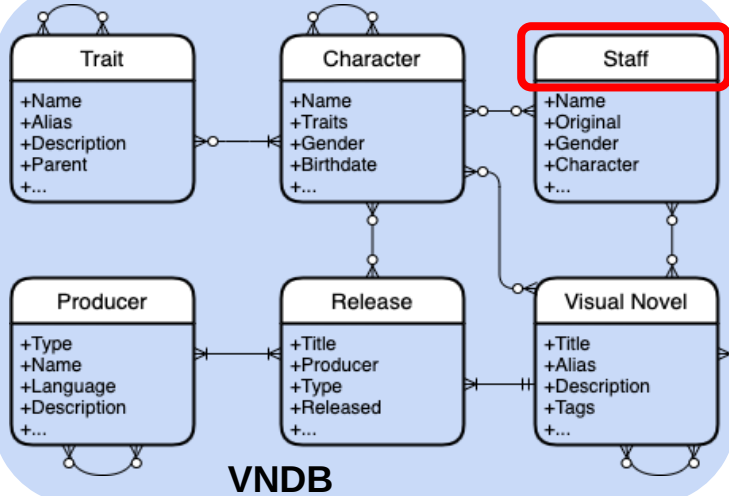 Trait
+Name
+Alias
+Description
+Parent
+...
Character
+Name
+Traits
+Gender
+Birthdate
+...
Staff
+Name
+Original
+Gender
+Character
+...
Producer
+Type
+Name
+Language
+Description
+...
Release
+Title
+Producer
+Type
+Released
+...
Visual Novel
+Title
+Alias
+Description
+Tags
+...
VNDB